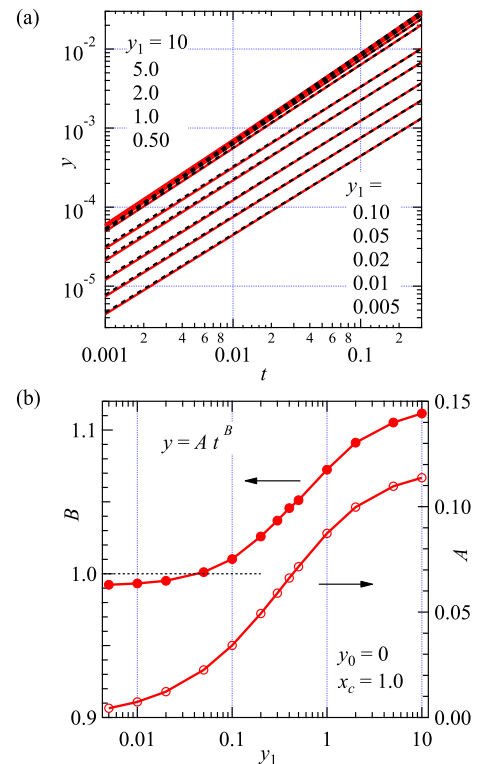 (a)
y
10⁻²
10⁻³
10⁻⁴
10⁻⁵
y₁ = 10
5.0
2.0
1.0
0.50
y₁ =
0.10
0.05
0.02
0.01
0.005
0.001 2 4 6 8 0.01 2 4 6 8 0.1 2
t
(b)
B
1.1
1.0
0.9
y = A t^B
0.15
0.10
0.05
0.00
A
y₀ = 0
x_c = 1.0
0.01 0.1 1 10
y₁